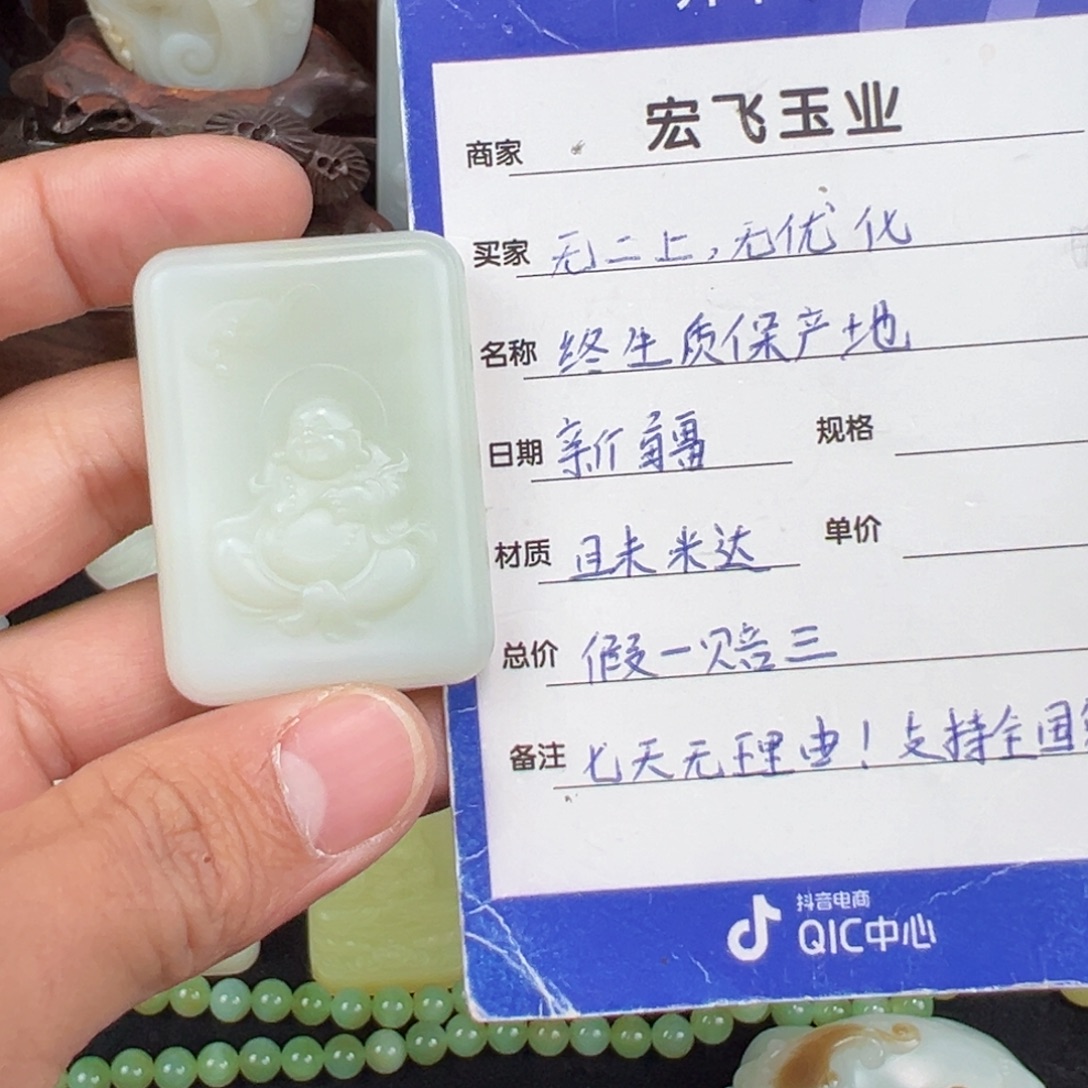 商家 宏飞玉业
买家 无二上,无优化
名称 终生质保产地
日期 新疆 规格
材质 且末米达 单价
总价 假一赔三
备注 七天无理由!支持全国
抖音电商
QIC中心